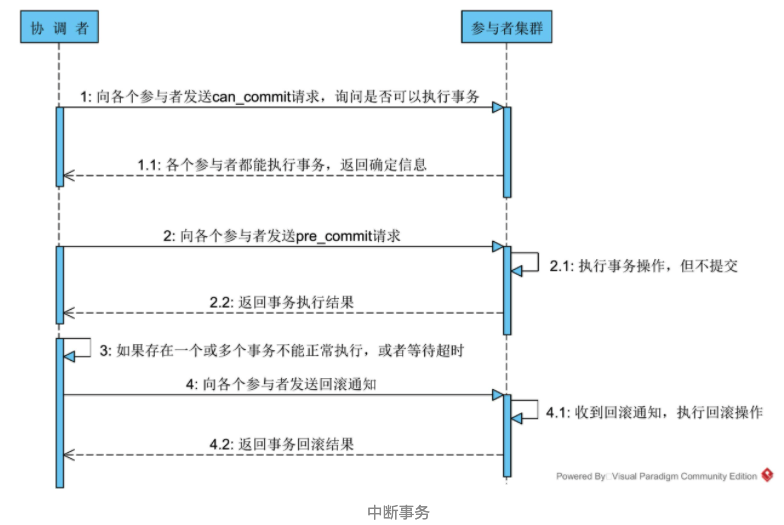 协 调 者
参与者集群
1: 向各个参与者发送can_commit请求，询问是否可以执行事务
1.1: 各个参与者都能执行事务，返回确定信息
2: 向各个参与者发送pre_commit请求
2.1: 执行事务操作，但不提交
2.2: 返回事务执行结果
3: 如果存在一个或多个事务不能正常执行，或者等待超时
4: 向各个参与者发送回滚通知
4.1: 收到回滚通知，执行回滚操作
4.2: 返回事务回滚结果
Powered By□Visual Paradigm Community Edition
中断事务